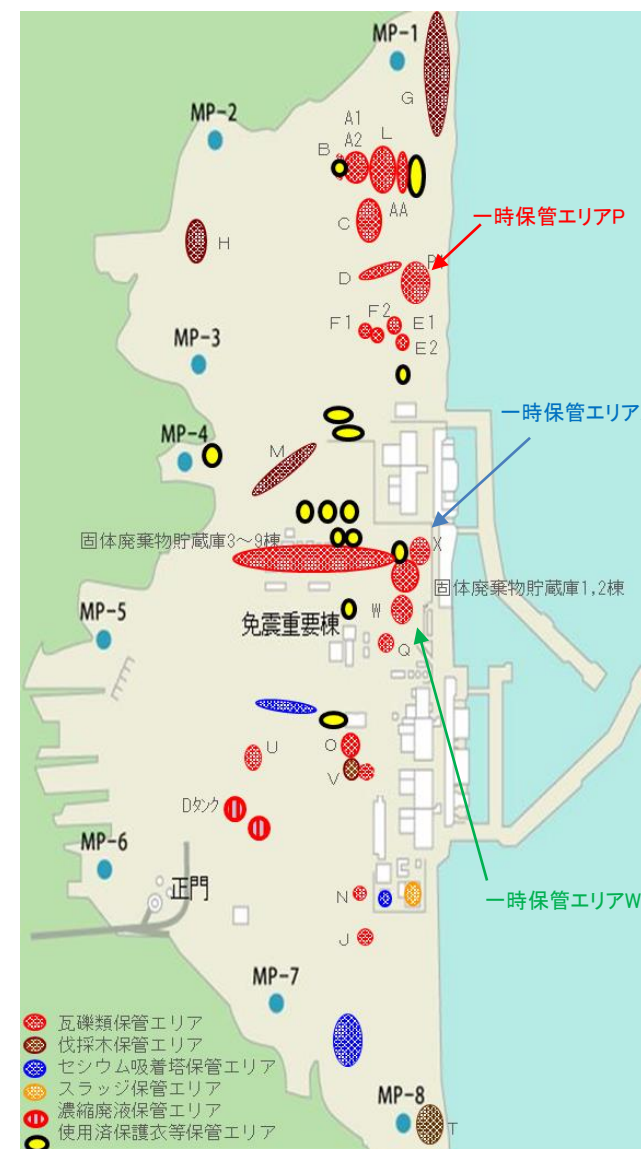 MP-1
G
MP-2
A1
A2
L
B
AA
C
一時保管エリアP
H
P
D
F1
F2
E1
E2
MP-3
一時保管エリア
MP-4
M
固体廃棄物貯蔵庫3～9棟
X
固体廃棄物貯蔵庫1,2棟
MP-5
免震重要棟
W
Q
U
O
V
Dタンク
MP-6
正門
N
一時保管エリアW
J
MP-7
瓦礫類保管エリア
伐採木保管エリア
セシウム吸着塔保管エリア
スラッジ保管エリア
濃縮廃液保管エリア
使用済保護衣等保管エリア
MP-8
T